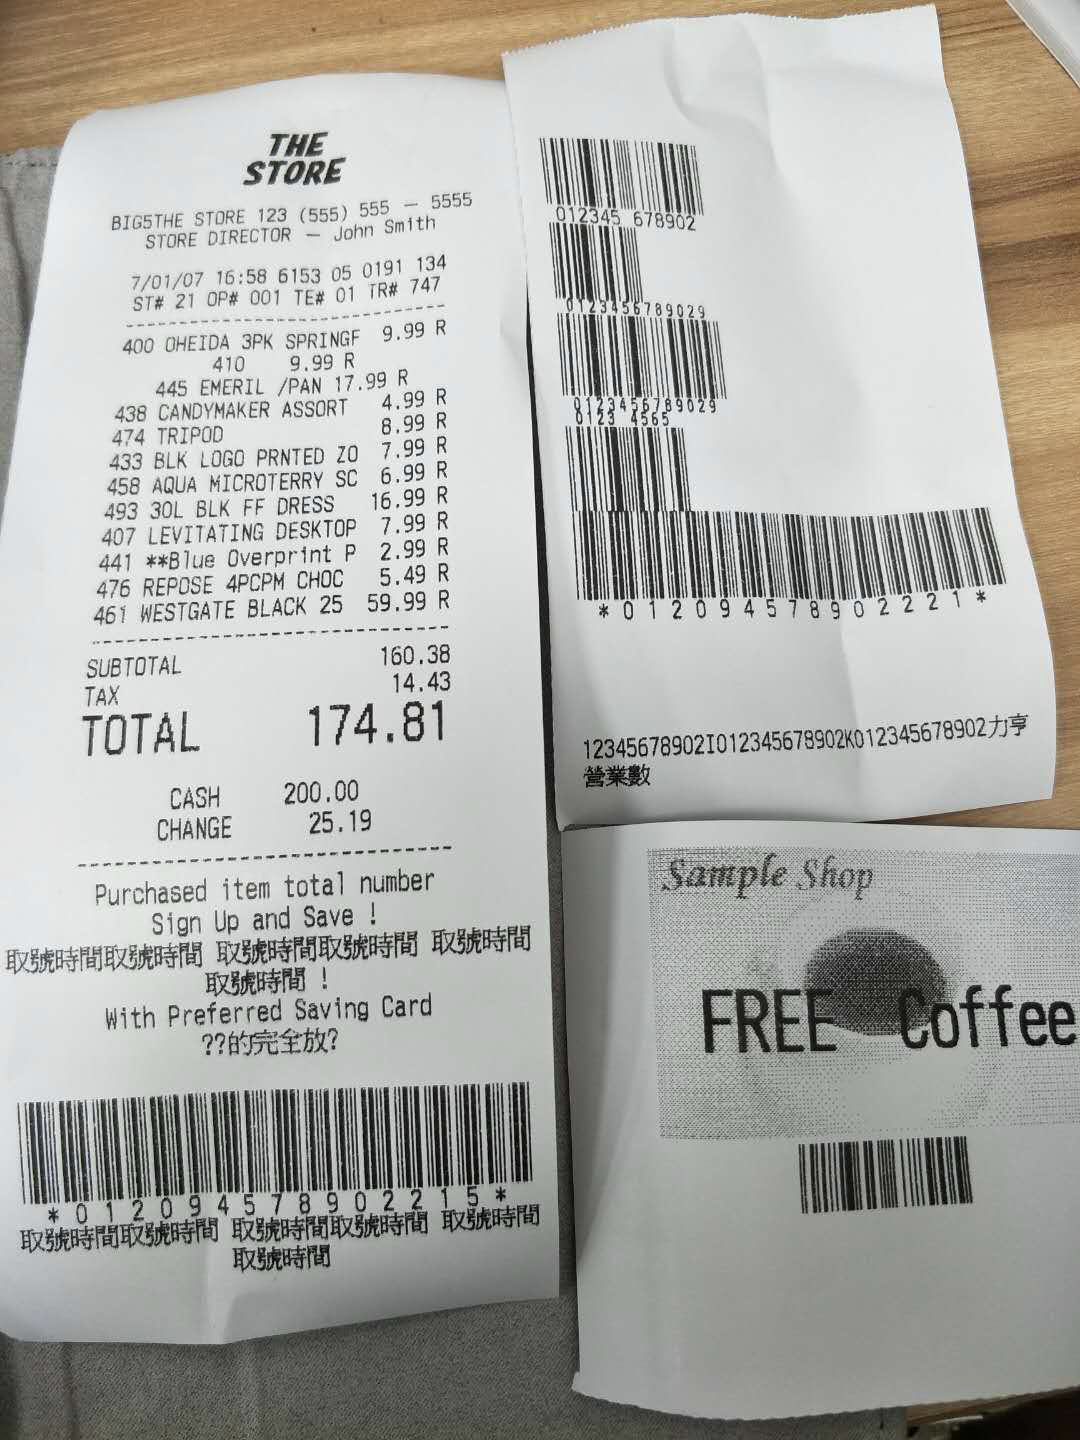 THE
STORE
BIG5THE STORE 123 (555) 555 – 5555
STORE DIRECTOR – John Smith
7/01/07 16:58 6153 05 0191 134
ST# 21 OP# 001 TE# 01 TR# 747
400 OHEIDA 3PK SPRINGF 9.99 R
410 9.99 R
445 EMERIL /PAN 17.99 R
438 CANDYMAKER ASSORT 4.99 R
474 TRIPOD 8.99 R
433 BLK LOGO PRNTED ZO 7.99 R
458 AQUA MICROTERRY SC 6.99 R
493 30L BLK FF DRESS 16.99 R
407 LEVITATING DESKTOP 7.99 R
441 **Blue Overprint P 2.99 R
476 REPOSE 4PCPM CHOC 5.49 R
461 WESTGATE BLACK 25 59.99 R
SUBTOTAL 160.38
TAX 14.43
TOTAL 174.81
CASH 200.00
CHANGE 25.19
Purchased item total number
Sign Up and Save !
取號時間取號時間 取號時間取號時間 取號時間
取號時間 !
With Preferred Saving Card
??的完全放?
*012094578902215*
取號時間取號時間 取號時間取號時間 取號時間
取號時間
012345 678902
0123456789029
0123456789029
0123 4565
*012094578902221*
12345678902I012345678902K012345678902力亨
營業數
Sample Shop
FREE Coffee